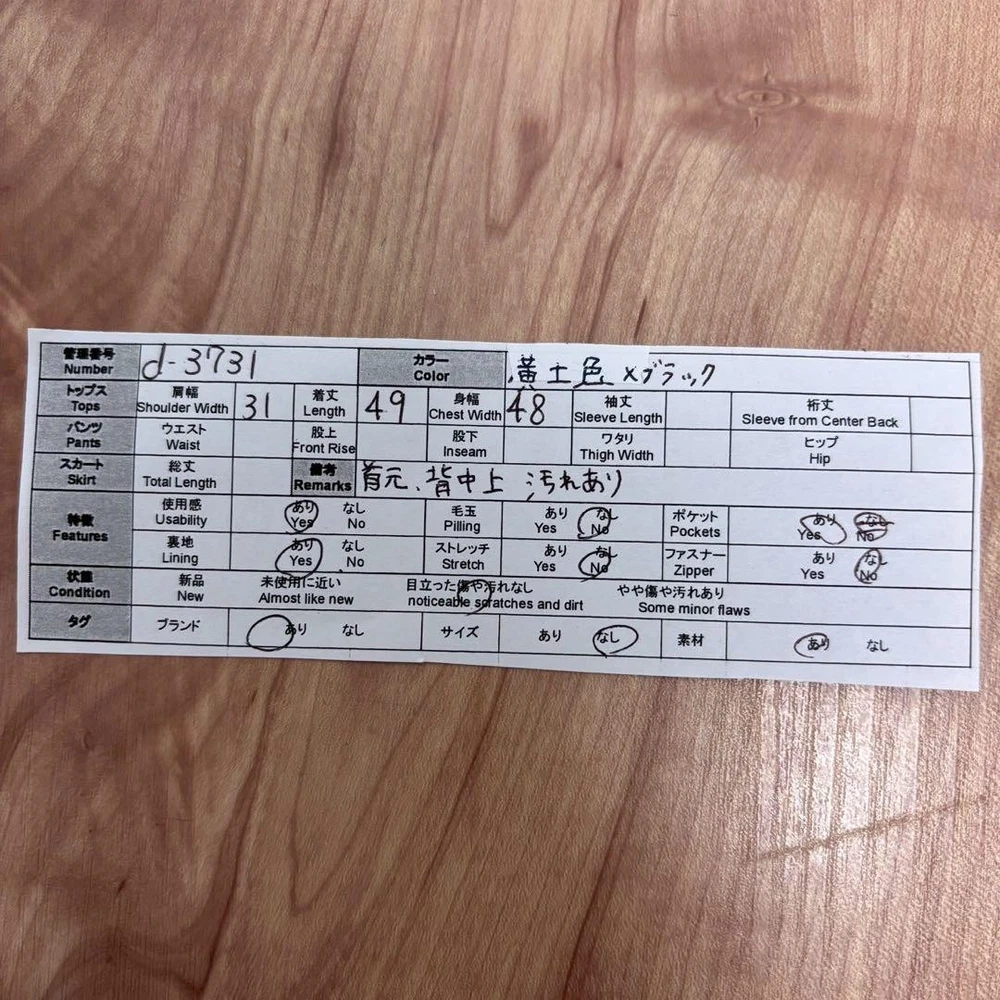 管理番号 Number d-3731 カラー Color 黄土色×ブラック
トップス Tops 肩幅 Shoulder Width 31 着丈 Length 49 身幅 Chest Width 48 袖丈 Sleeve Length 裄丈 Sleeve from Center Back
パンツ Pants ウエスト Waist 股上 Front Rise 股下 Inseam ワタリ Thigh Width ヒップ Hip
スカート Skirt 総丈 Total Length 備考 Remarks 首元、背中上 汚れあり
特徴 Features 使用感 Usability あり Yes なし No 毛玉 Pilling あり Yes なし No ポケット Pockets あり Yes なし No
裏地 Lining あり Yes なし No ストレッチ Stretch あり Yes なし No ファスナー Zipper あり Yes なし No
状態 Condition 新品 New 未使用に近い Almost like new 目立った傷や汚れなし noticeable scratches and dirt やや傷や汚れあり Some minor flaws
タグ ブランド あり なし サイズ あり なし 素材 あり なし